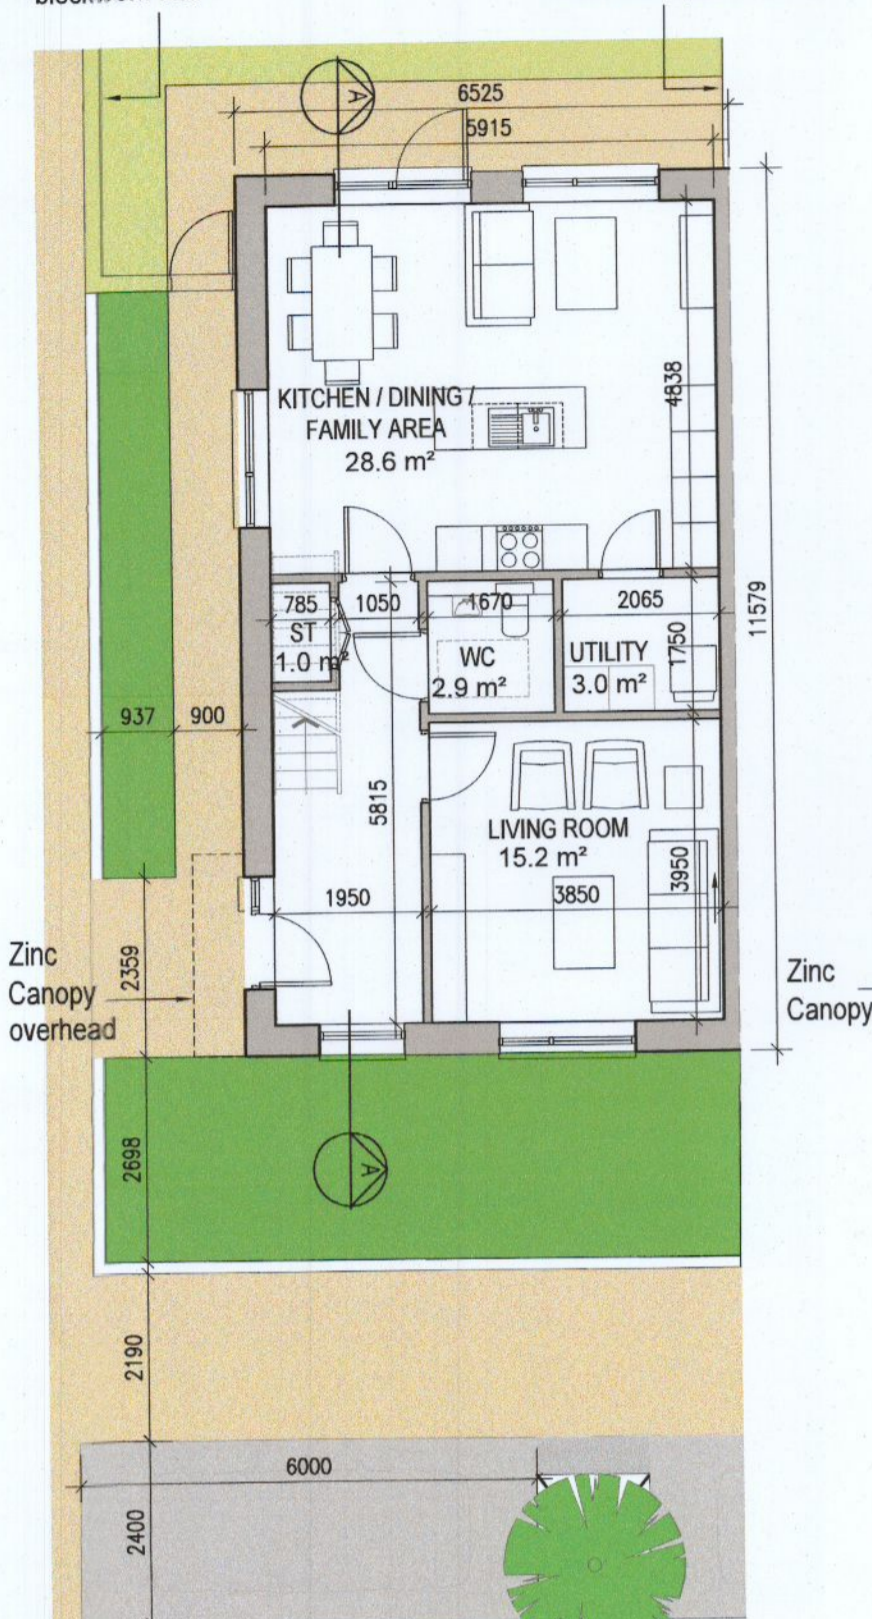 A
6525
5915
KITCHEN / DINING /
FAMILY AREA
28.6 m²
4838
11579
785
1050
1670
2065
ST
1.0 m²
WC
2.9 m²
UTILITY
3.0 m²
1750
937
900
5815
LIVING ROOM
15.2 m²
3950
1950
3850
Zinc
Canopy
overhead
2359
Zinc
Canopy
2698
A
2190
6000
2400